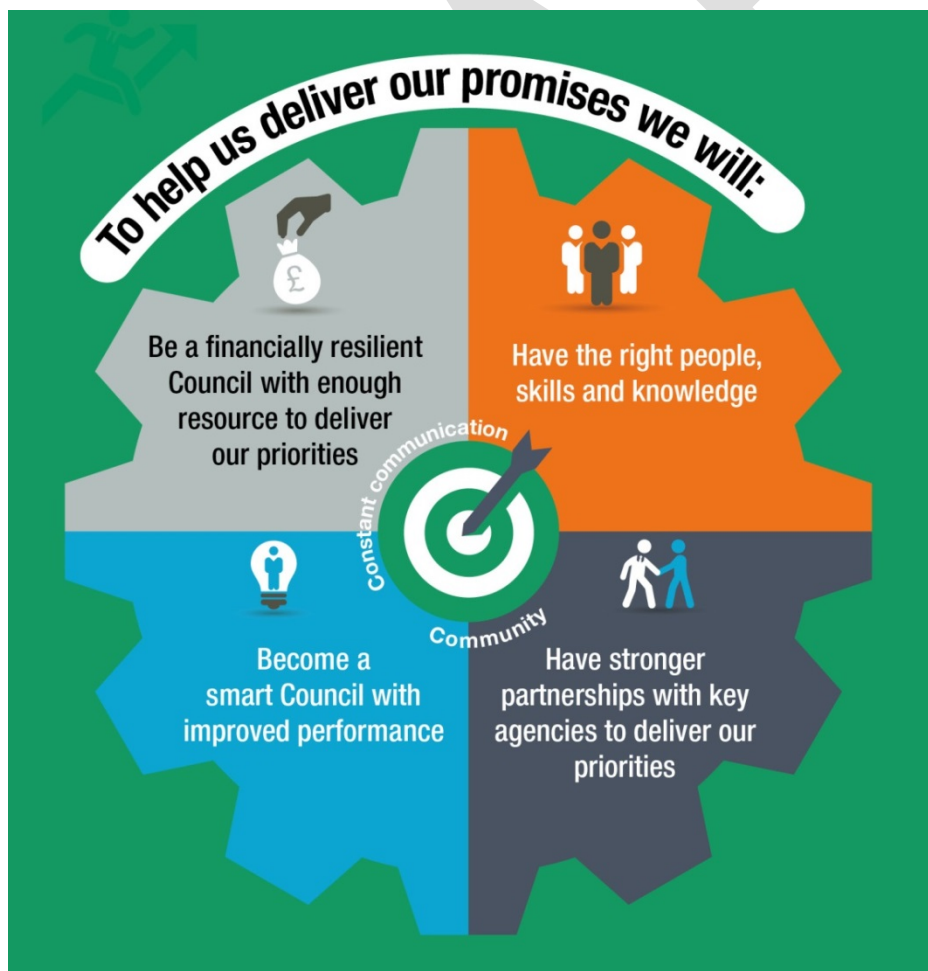 To help us deliver our promises we will:
£
Be a financially resilient
Council with enough
resource to deliver
our priorities
Have the right people,
skills and knowledge
Constant communication
Community
Become a
smart Council with
improved performance
Have stronger
partnerships with key
agencies to deliver our
priorities